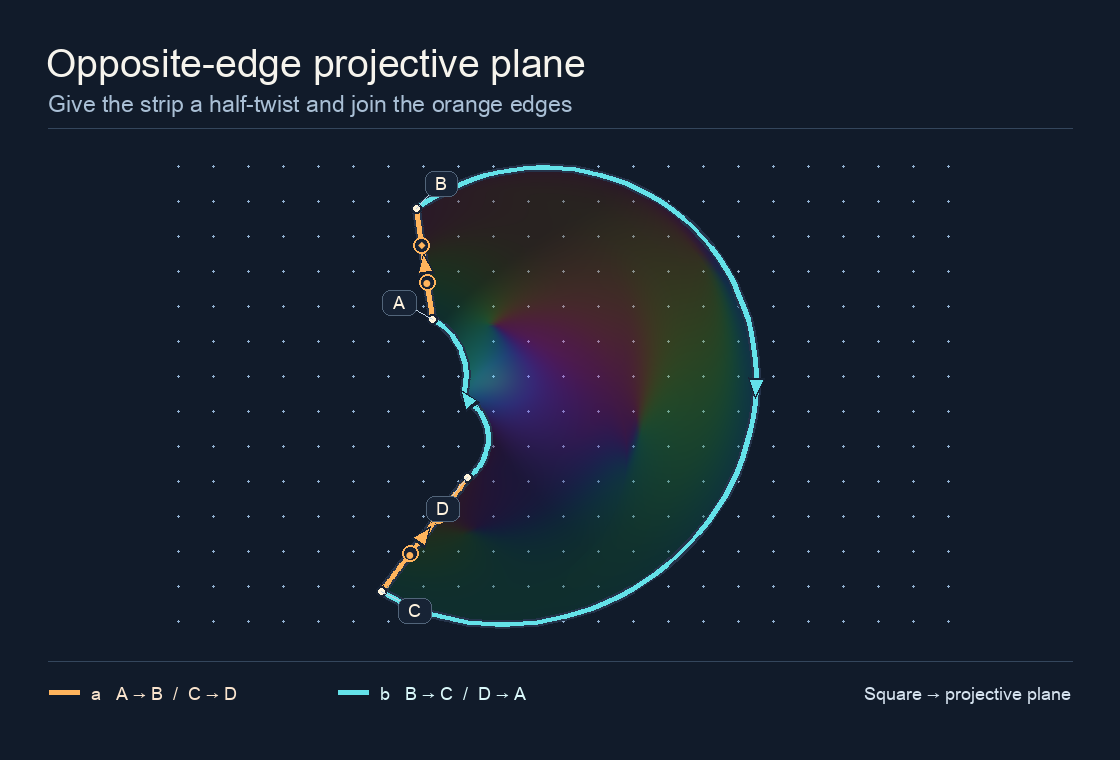 Opposite-edge projective plane
Give the strip a half-twist and join the orange edges
B
A
D
C
a A→B / C→D
b B→C / D→A
Square→projective plane